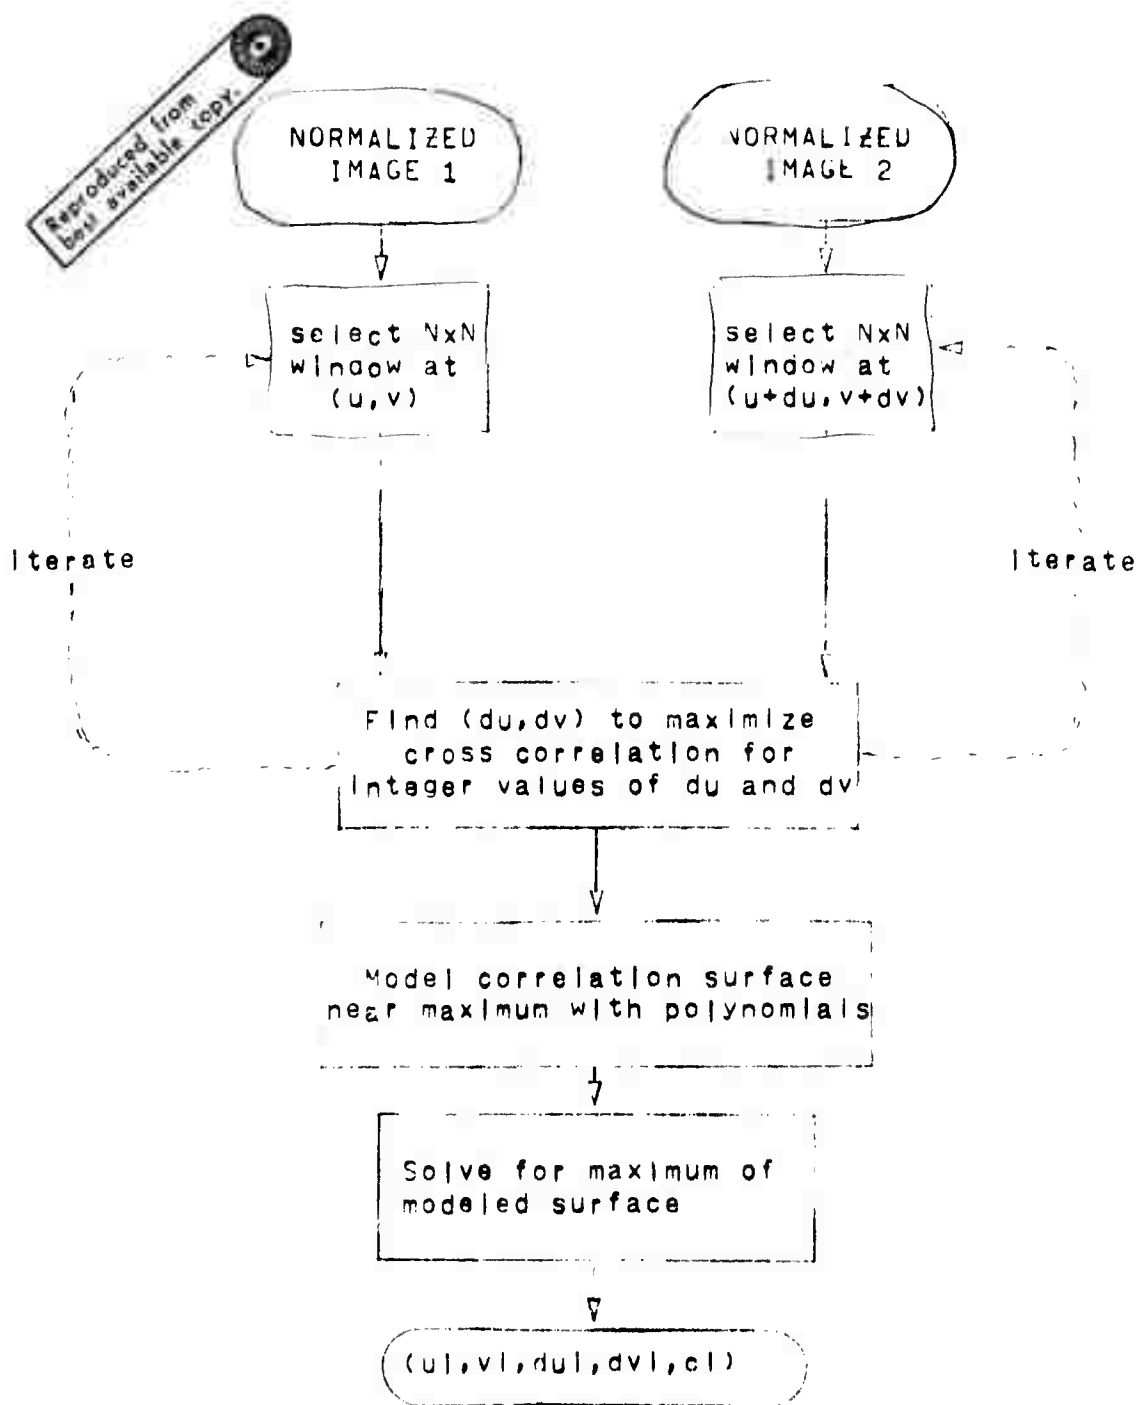 Reproduced from
best available copy.
NORMALIZED
IMAGE 1
NORMALIZED
IMAGE 2
select NxN
window at
(u,v)
select NxN
window at
(u+du,v+dv)
Iterate
Iterate
Find (du,dv) to maximize
cross correlation for
integer values of du and dv
Model correlation surface
near maximum with polynomials
Solve for maximum of
modeled surface
(ui,vi,dui,dvi,ci)